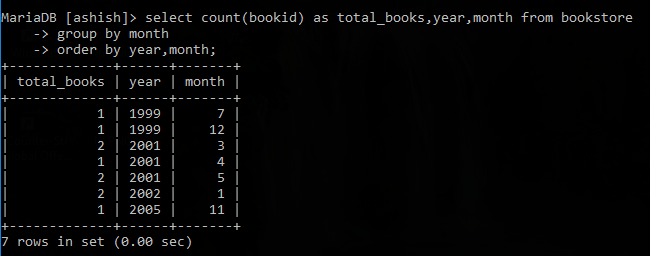 MariaDB [ashish]> select count(bookid) as total_books,year,month from bookstore
    -> group by month
    -> order by year,month;
+-------------+------+-------+
| total_books | year | month |
+-------------+------+-------+
|           1 | 1999 |     7 |
|           1 | 1999 |    12 |
|           2 | 2001 |     3 |
|           1 | 2001 |     4 |
|           2 | 2001 |     5 |
|           2 | 2002 |     1 |
|           1 | 2005 |    11 |
+-------------+------+-------+
7 rows in set (0.00 sec)